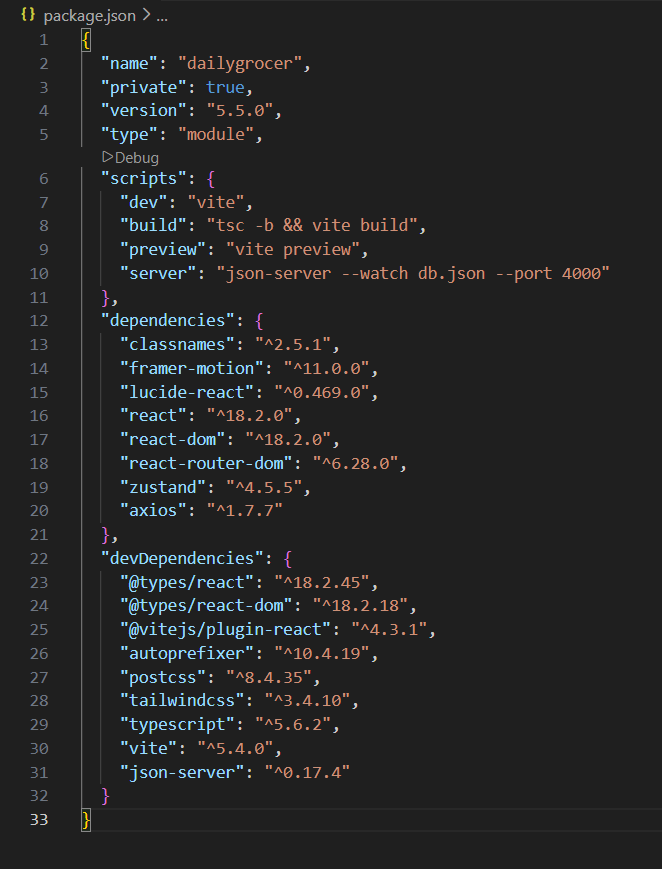 {} package.json > ...
1 {
2 "name": "dailygrocer",
3 "private": true,
4 "version": "5.5.0",
5 "type": "module",
Debug
6 "scripts": {
7 "dev": "vite",
8 "build": "tsc -b && vite build",
9 "preview": "vite preview",
10 "server": "json-server --watch db.json --port 4000"
11 },
12 "dependencies": {
13 "classnames": "^2.5.1",
14 "framer-motion": "^11.0.0",
15 "lucide-react": "^0.469.0",
16 "react": "^18.2.0",
17 "react-dom": "^18.2.0",
18 "react-router-dom": "^6.28.0",
19 "zustand": "^4.5.5",
20 "axios": "^1.7.7"
21 },
22 "devDependencies": {
23 "@types/react": "^18.2.45",
24 "@types/react-dom": "^18.2.18",
25 "@vitejs/plugin-react": "^4.3.1",
26 "autoprefixer": "^10.4.19",
27 "postcss": "^8.4.35",
28 "tailwindcss": "^3.4.10",
29 "typescript": "^5.6.2",
30 "vite": "^5.4.0",
31 "json-server": "^0.17.4"
32 }
33 }